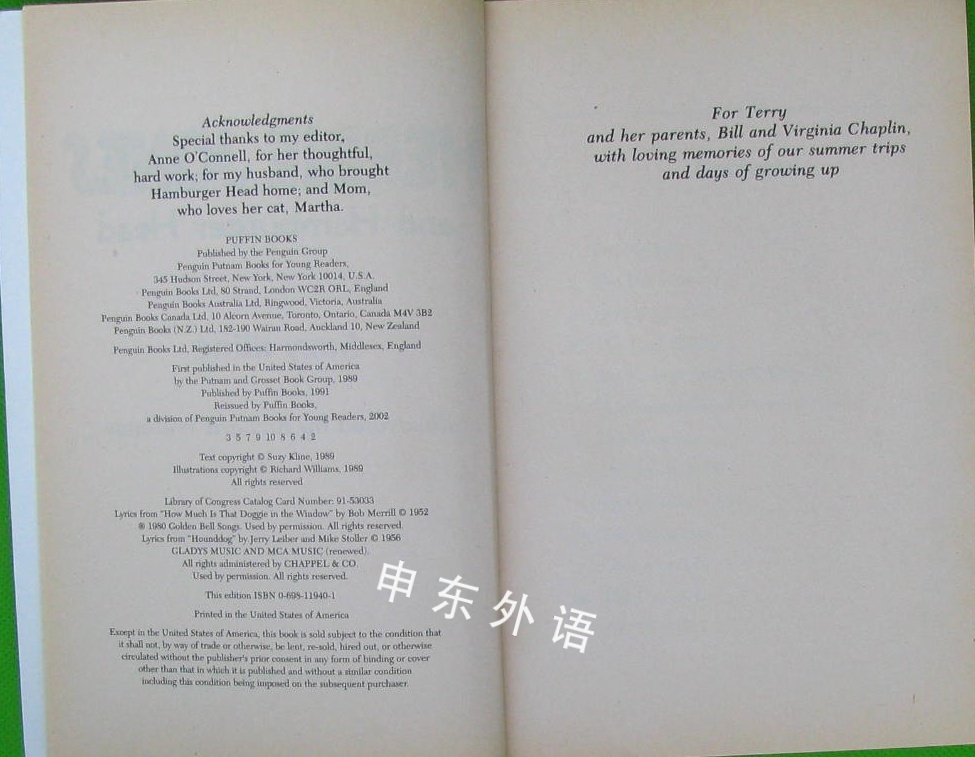 Acknowledgments
Special thanks to my editor,
Anne O'Connell, for her thoughtful,
hard work; for my husband, who brought
Hamburger Head home; and Mom,
who loves her cat, Martha.
PUFFIN BOOKS
Published by the Penguin Group
Penguin Putnam Books for Young Readers,
345 Hudson Street, New York, New York 10014, U.S.A.
Penguin Books Ltd, 80 Strand, London WC2R ORL, England
Penguin Books Australia Ltd, Ringwood, Victoria, Australia
Penguin Books Canada Ltd, 10 Alcorn Avenue, Toronto, Ontario, Canada M4V 3B2
Penguin Books (N.Z.) Ltd, 182-190 Wairau Road, Auckland 10, New Zealand
Penguin Books Ltd, Registered Offices: Harmondsworth, Middlesex, England
First published in the United States of America
by the Putnam and Grosset Book Group, 1989
Published by Puffin Books, 1991
Reissued by Puffin Books,
a division of Penguin Putnam Books for Young Readers, 2002
3 5 7 9 10 8 6 4 2
Text copyright © Suzy Kline, 1989
Illustrations copyright © Richard Williams, 1989
All rights reserved
Library of Congress Catalog Card Number: 91-53033
Lyrics from "How Much Is That Doggie in the Window" by Bob Merrill © 1952
® 1980 Golden Bell Songs. Used by permission. All rights reserved.
Lyrics from "Hounddog" by Jerry Leiber and Mike Stoller © 1956
GLADYS MUSIC AND MCA MUSIC (renewed).
All rights administered by CHAPPEL & CO.
Used by permission. All rights reserved.
This edition ISBN 0-698-11940-1
Printed in the United States of America
Except in the United States of America, this book is sold subject to the condition that
it shall not, by way of trade or otherwise, be lent, re-sold, hired out, or otherwise
circulated without the publisher's prior consent in any form of binding or cover
other than that in which it is published and without a similar condition
including this condition being imposed on the subsequent purchaser.
For Terry
and her parents, Bill and Virginia Chaplin,
with loving memories of our summer trips
and days of growing up
申东外语